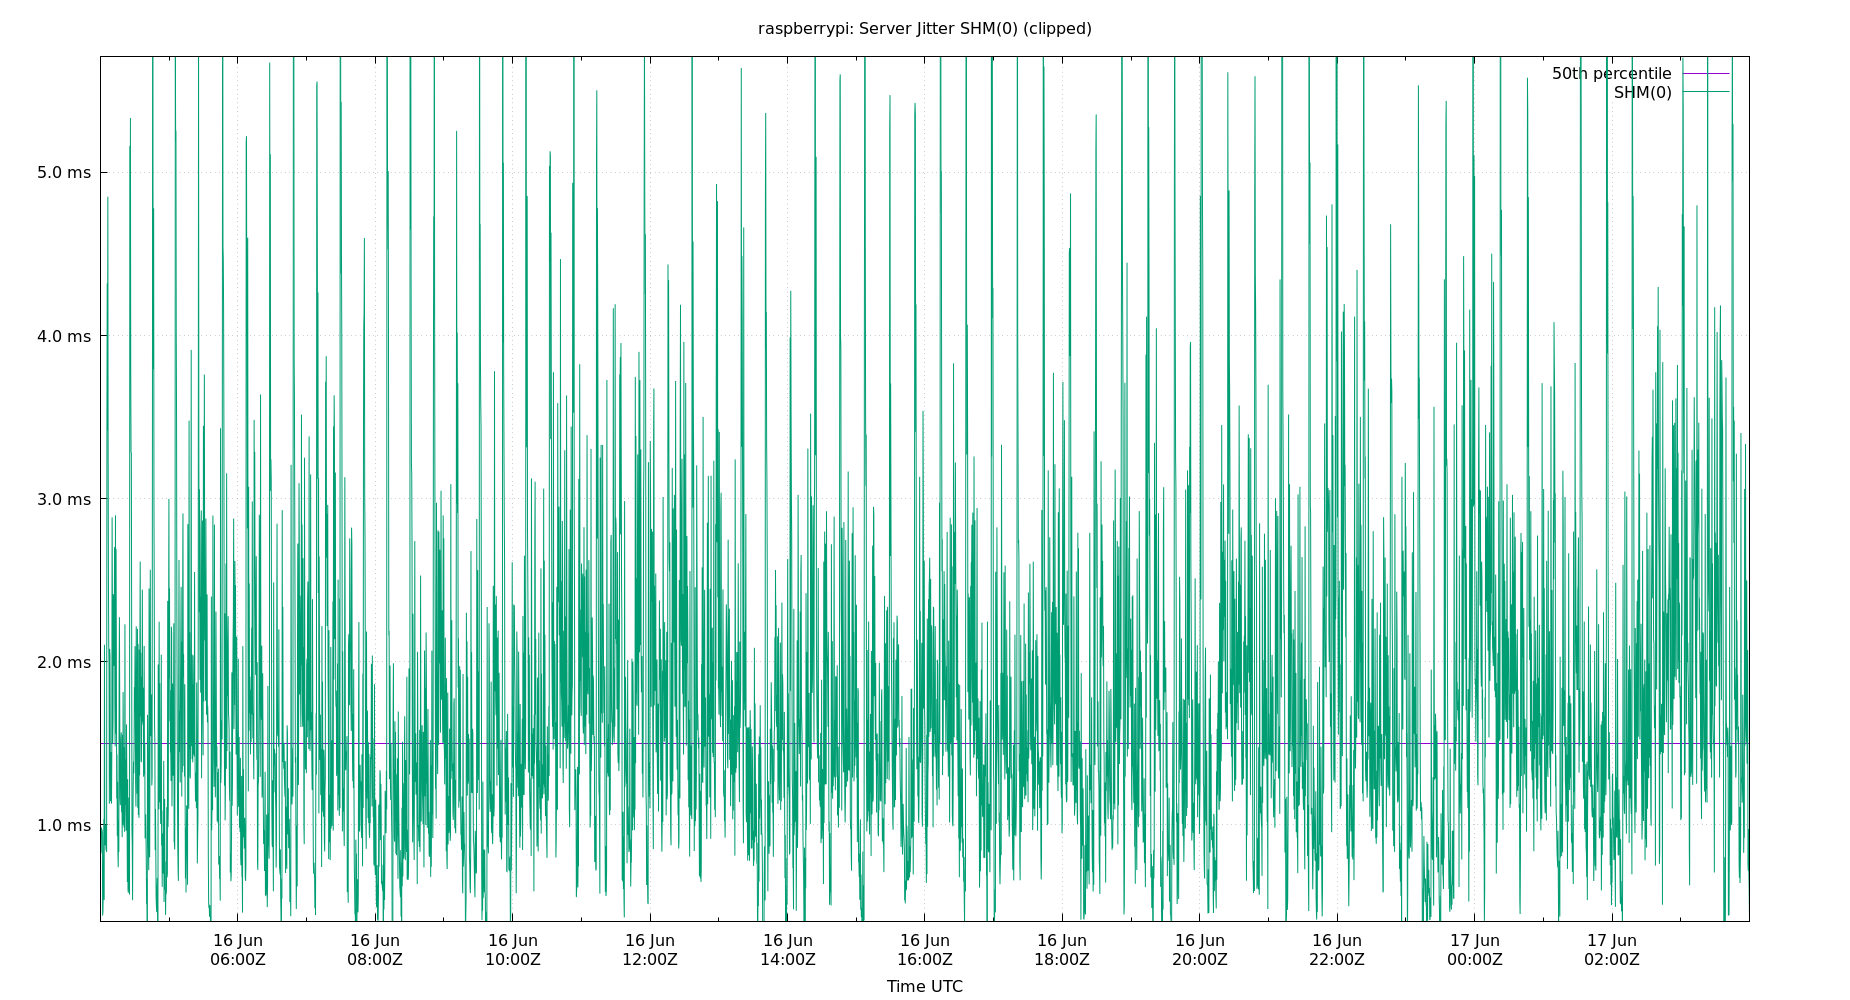 raspberrypi: Server Jitter SHM(0) (clipped)
50th percentile
SHM(0)
5.0 ms
4.0 ms
3.0 ms
2.0 ms
1.0 ms
16 Jun 16 Jun 16 Jun 16 Jun 16 Jun 16 Jun 16 Jun 16 Jun 16 Jun 17 Jun 17 Jun
06:00Z 08:00Z 10:00Z 12:00Z 14:00Z 16:00Z 18:00Z 20:00Z 22:00Z 00:00Z 02:00Z
Time UTC